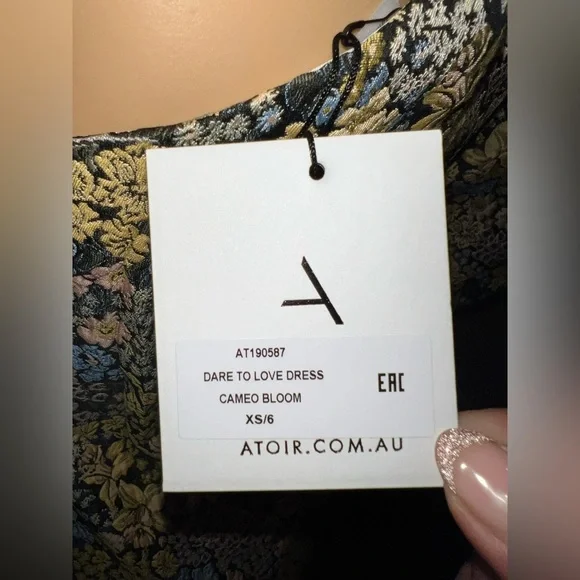 AT190587
DARE TO LOVE DRESS
CAMEO BLOOM
XS/6
EAC
ATOIR.COM.AU